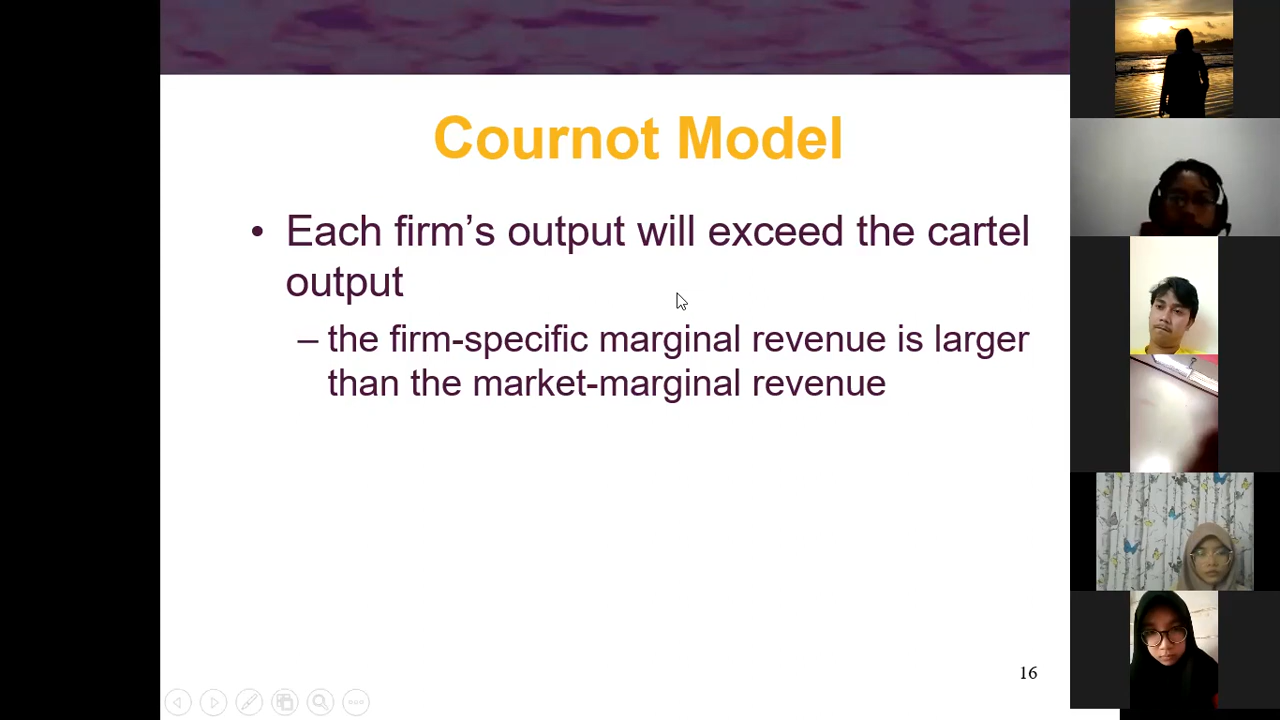 Cournot Model
• Each firm’s output will exceed the cartel
output
– the firm-specific marginal revenue is larger
than the market-marginal revenue
16